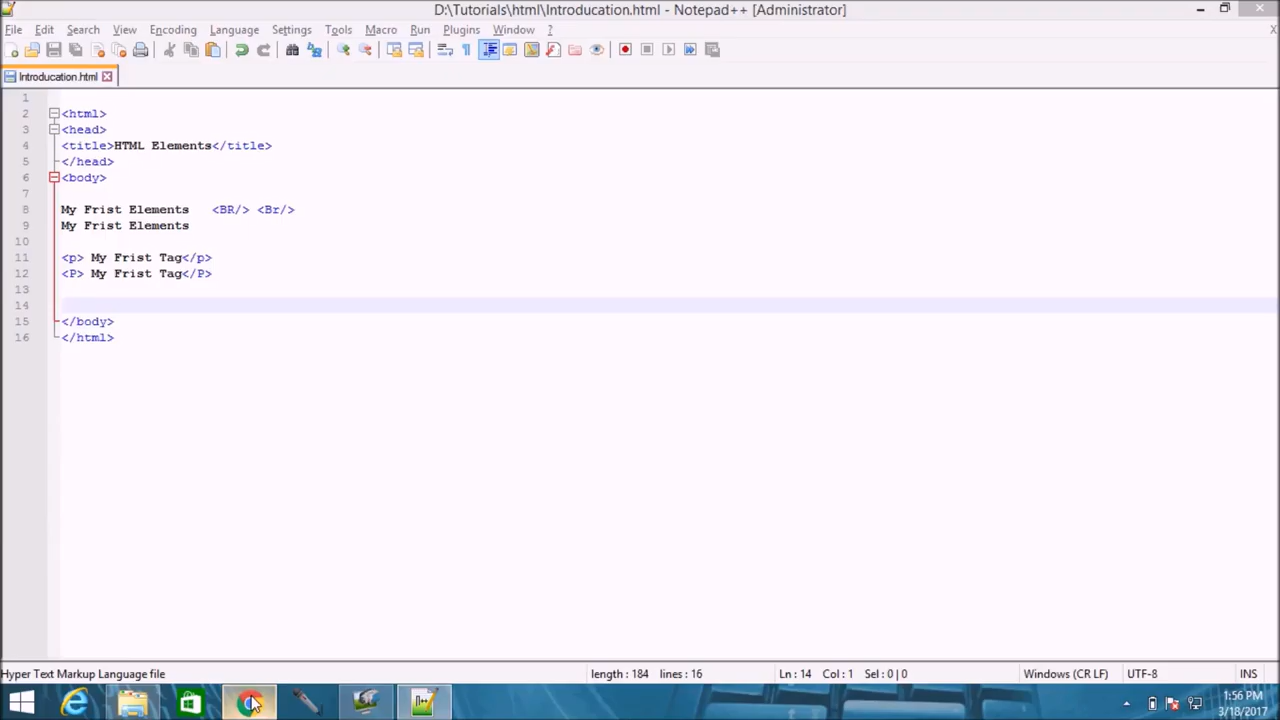 D:\Tutorials\html\Introducation.html - Notepad++ [Administrator]
File Edit Search View Encoding Language Settings Tools Macro Run Plugins Window ? X
Introducation.html
1
2 <html>
3 <head>
4 <title>HTML Elements</title>
5 </head>
6 <body>
7
8 My Frist Elements   <BR/> <Br/>
9 My Frist Elements
10
11 <p> My Frist Tag</p>
12 <P> My Frist Tag</P>
13
14
15 </body>
16 </html>
Hyper Text Markup Language file length : 184 lines : 16 Ln : 14 Col : 1 Sel : 0 | 0 Windows (CR LF) UTF-8 INS
1:56 PM
3/18/2017